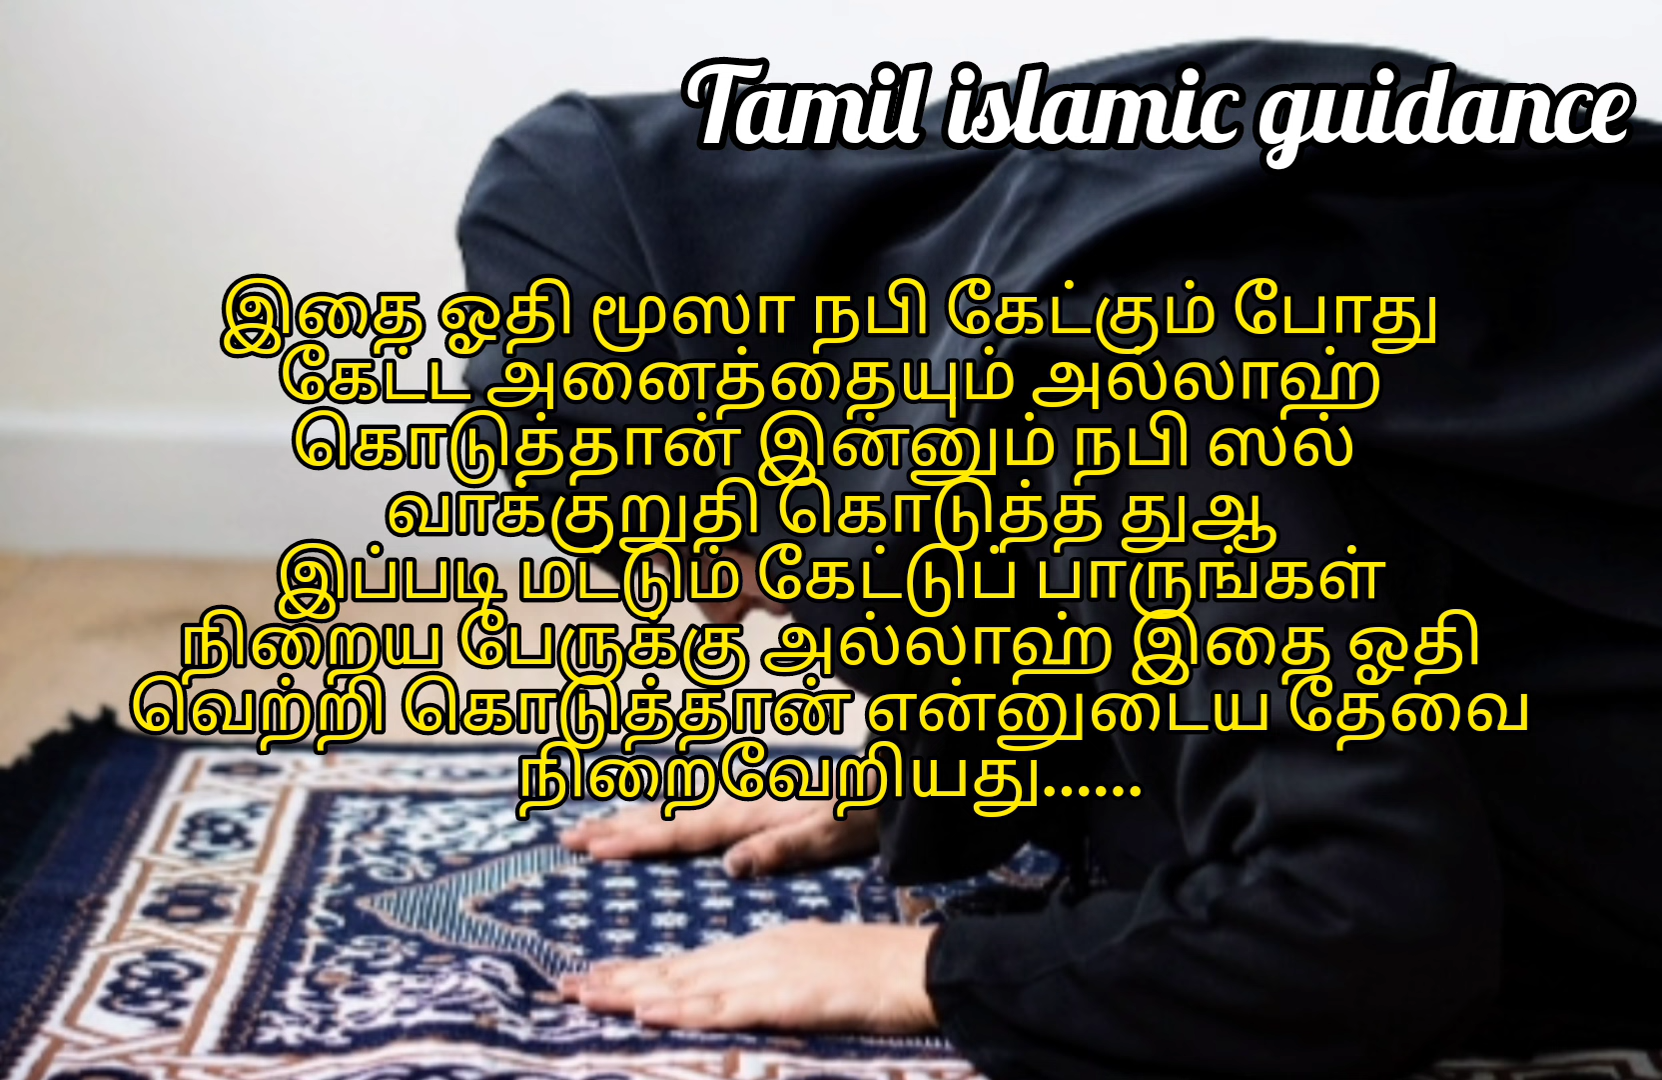 Tamil islamic guidance
இதை ஓதி மூஸா நபி கேட்கும் போது
கேட்ட அனைத்தையும் அல்லாஹ்
கொடுத்தான் இன்னும் நபி ஸல்
வாக்குறுதி கொடுத்த துஆ
இப்படி மட்டும் கேட்டுப் பாருங்கள்
நிறைய பேருக்கு அல்லாஹ் இதை ஓதி
வெற்றி கொடுத்தான் என்னுடைய தேவை
நிறைவேறியது......